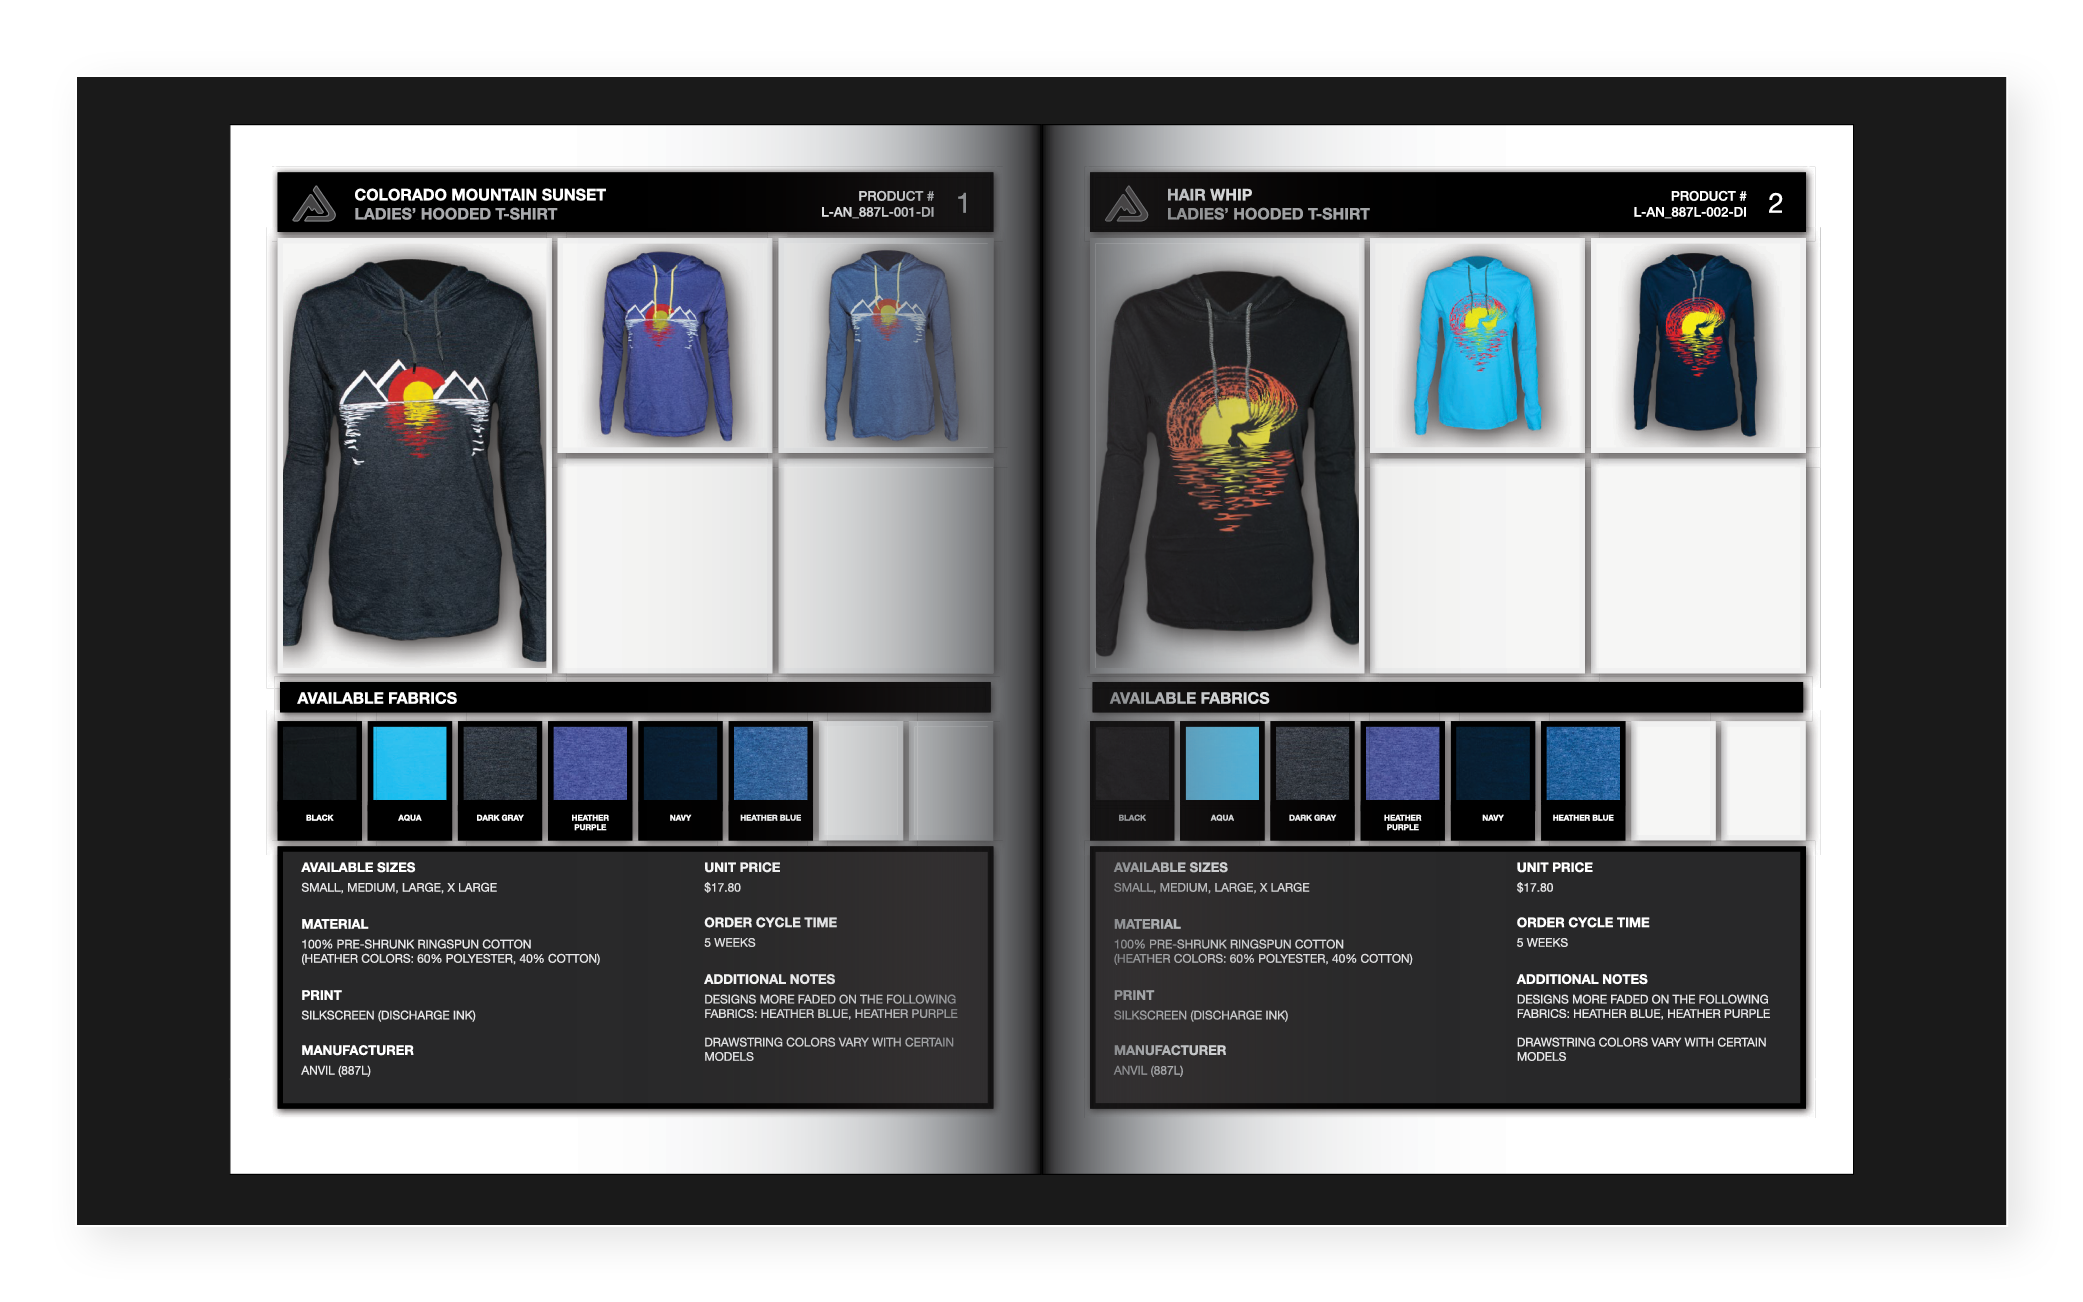 COLORADO MOUNTAIN SUNSET
LADIES' HOODED T-SHIRT
PRODUCT #
L-AN_887L-001-DI
1
AVAILABLE FABRICS
BLACK
AQUA
DARK GRAY
HEATHER
PURPLE
NAVY
HEATHER BLUE
AVAILABLE SIZES
SMALL, MEDIUM, LARGE, X LARGE
MATERIAL
100% PRE-SHRUNK RINGSPUN COTTON
(HEATHER COLORS: 60% POLYESTER, 40% COTTON)
PRINT
SILKSCREEN (DISCHARGE INK)
MANUFACTURER
ANVIL (887L)
UNIT PRICE
$17.80
ORDER CYCLE TIME
5 WEEKS
ADDITIONAL NOTES
DESIGNS MORE FADED ON THE FOLLOWING
FABRICS: HEATHER BLUE, HEATHER PURPLE
DRAWSTRING COLORS VARY WITH CERTAIN
MODELS
HAIR WHIP
LADIES' HOODED T-SHIRT
PRODUCT #
L-AN_887L-002-DI
2
AVAILABLE FABRICS
BLACK
AQUA
DARK GRAY
HEATHER
PURPLE
NAVY
HEATHER BLUE
AVAILABLE SIZES
SMALL, MEDIUM, LARGE, X LARGE
MATERIAL
100% PRE-SHRUNK RINGSPUN COTTON
(HEATHER COLORS: 60% POLYESTER, 40% COTTON)
PRINT
SILKSCREEN (DISCHARGE INK)
MANUFACTURER
ANVIL (887L)
UNIT PRICE
$17.80
ORDER CYCLE TIME
5 WEEKS
ADDITIONAL NOTES
DESIGNS MORE FADED ON THE FOLLOWING
FABRICS: HEATHER BLUE, HEATHER PURPLE
DRAWSTRING COLORS VARY WITH CERTAIN
MODELS